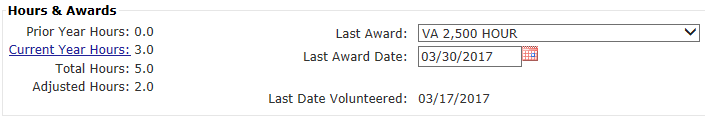 Hours & Awards
Prior Year Hours: 0.0
Current Year Hours: 3.0
Total Hours: 5.0
Adjusted Hours: 2.0
Last Award: VA 2,500 HOUR
Last Award Date: 03/30/2017
Last Date Volunteered: 03/17/2017